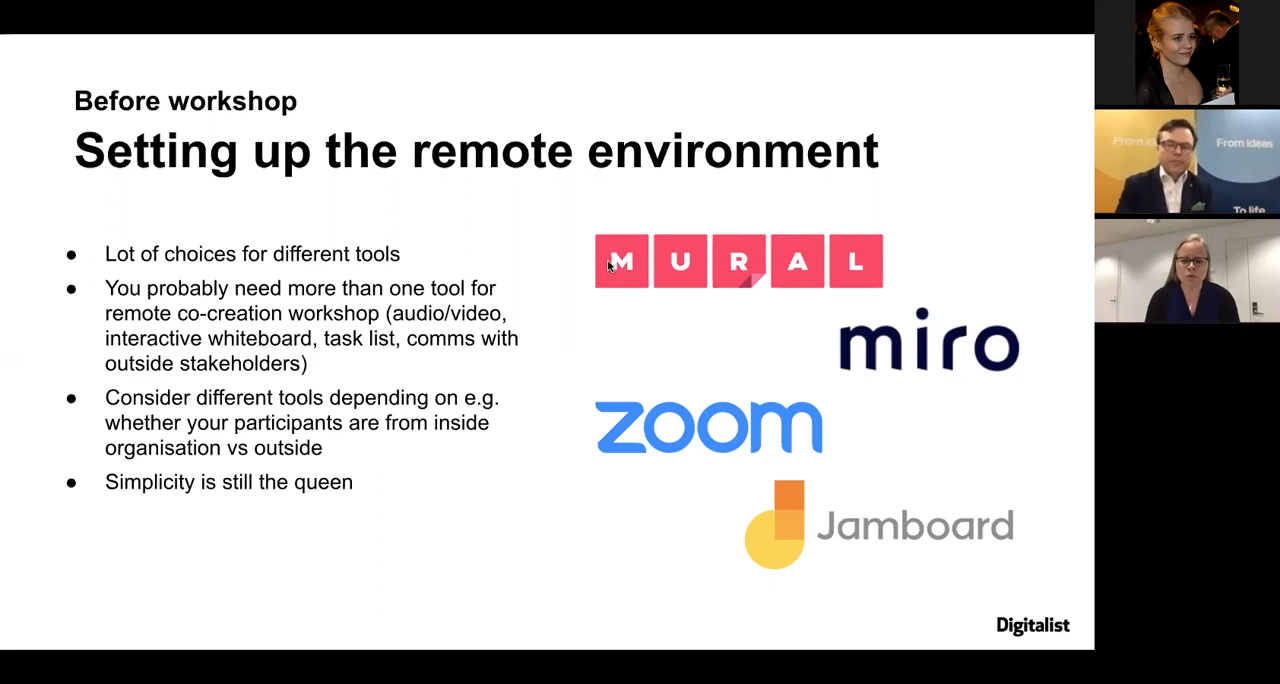 Before workshop
Setting up the remote environment
● Lot of choices for different tools
● You probably need more than one tool for
remote co-creation workshop (audio/video,
interactive whiteboard, task list, comms with
outside stakeholders)
● Consider different tools depending on e.g.
whether your participants are from inside
organisation vs outside
● Simplicity is still the queen
MURAL
miro
zoom
Jamboard
Digitalist
From
From ideas
To life